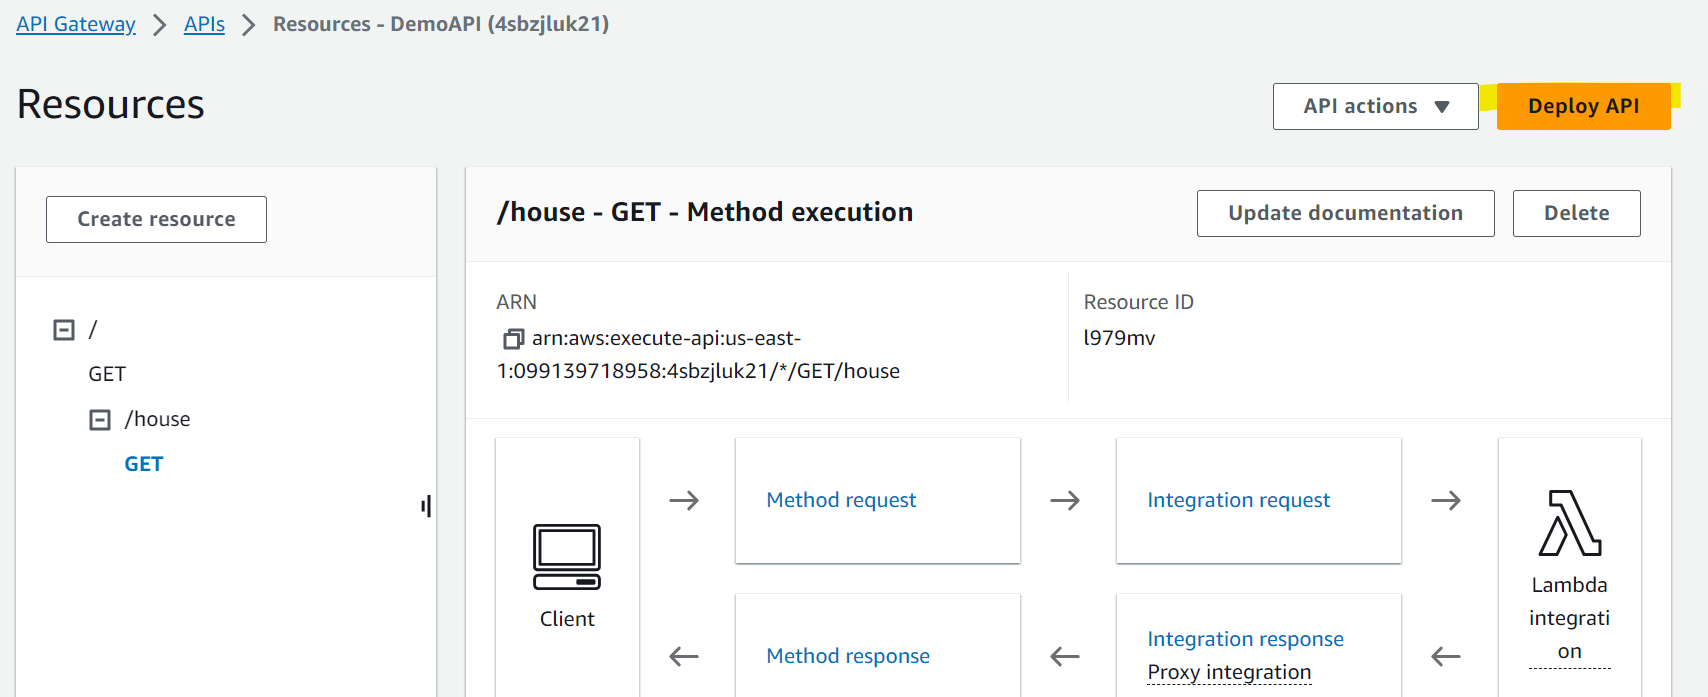 API Gateway > APIs > Resources - DemoAPI (4sbzjluk21)
Resources
API actions ▼
Deploy API
Create resource
/
GET
/house
GET
/house - GET - Method execution
Update documentation
Delete
ARN
arn:aws:execute-api:us-east-
1:099139718958:4sbzjluk21/*/GET/house
Resource ID
l979mv
Client
Method request
Integration request
Lambda
integrati
on
Method response
Integration response
Proxy integration